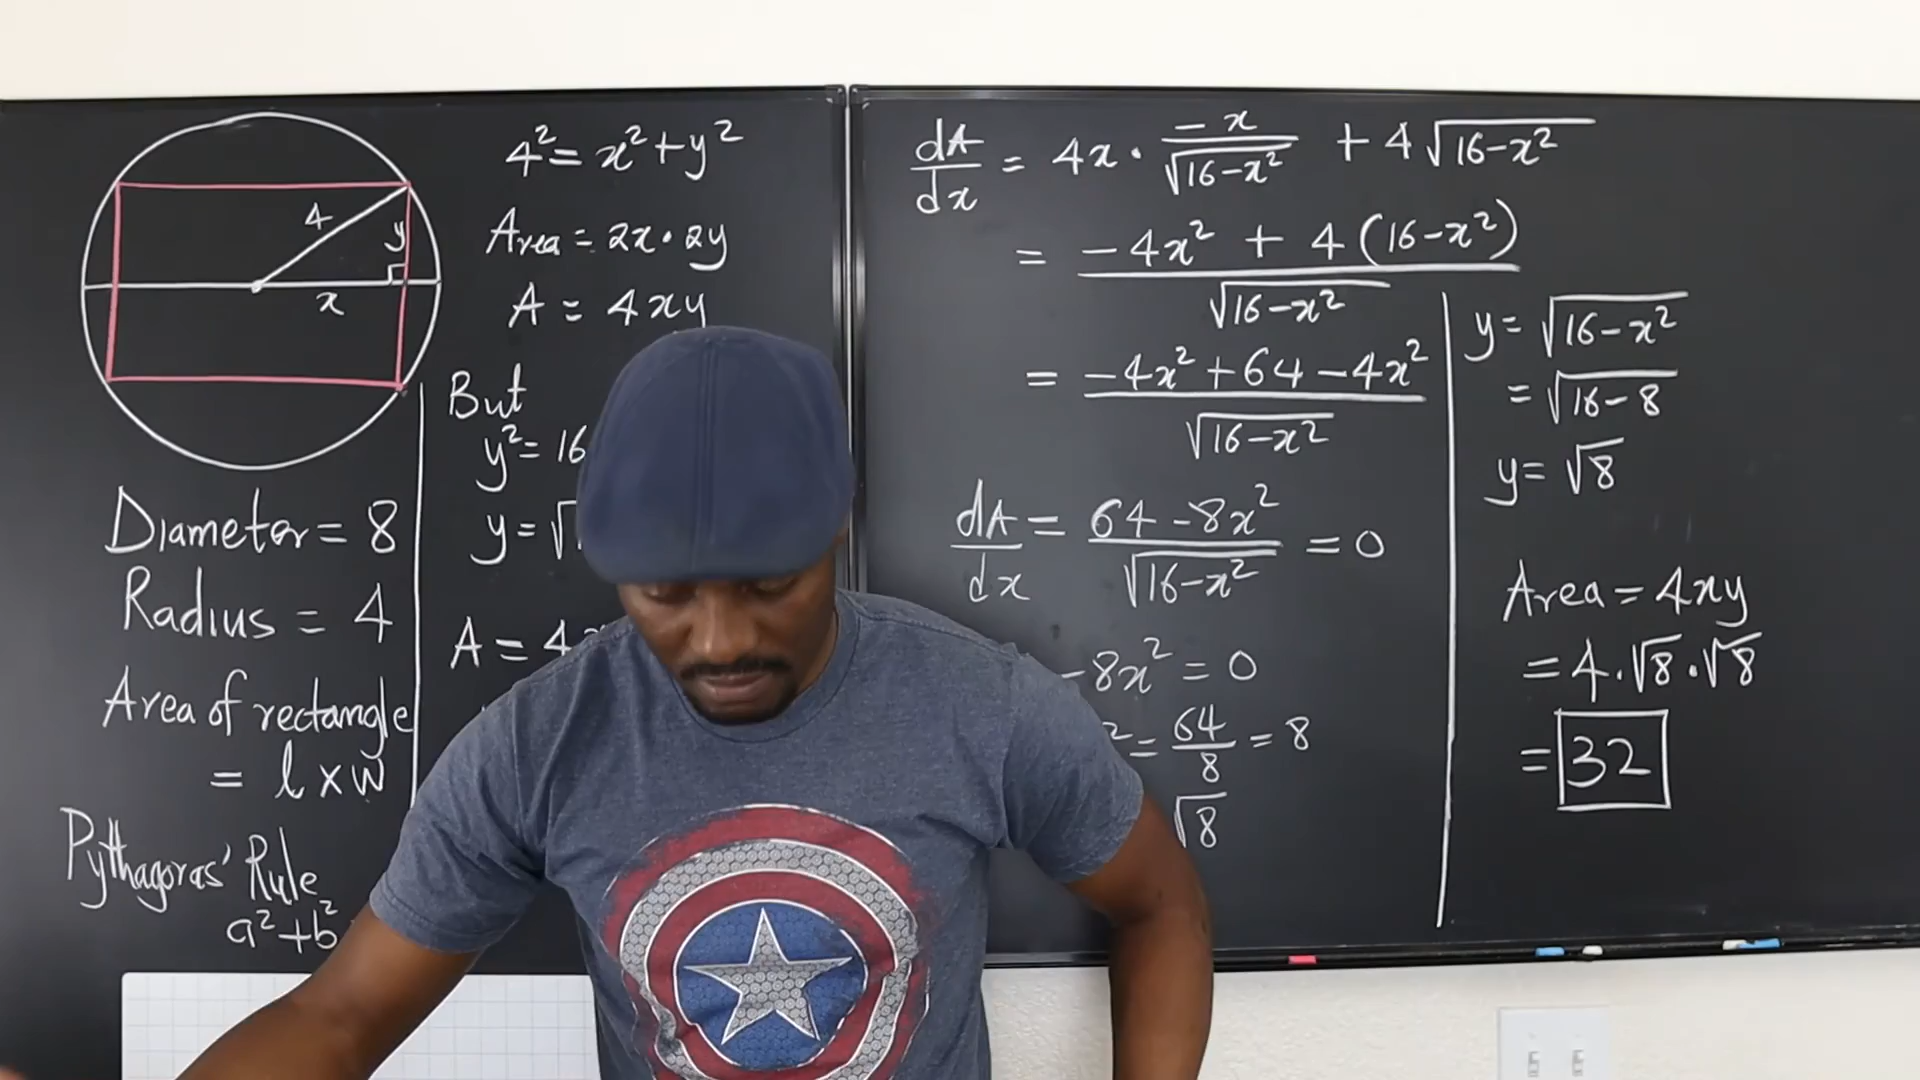 4
y
x
Diameter = 8
Radius = 4
Area of rectangle
= l x w
Pythagoras' Rule
a² + b²
4² = x² + y²
Area = 2x · 2y
A = 4xy
But
y² = 16
y = √
A = 4x
dA/dx = 4x · -x/√(16-x²) + 4√(16-x²)
= (-4x² + 4(16-x²))/√(16-x²)
= (-4x² + 64 - 4x²)/√(16-x²)
dA/dx = (64 - 8x²)/√(16-x²) = 0
-8x² = 0
² = 64/8 = 8
√8
y = √(16-x²)
= √(16-8)
y = √8
Area = 4xy
= 4 · √8 · √8
= 32